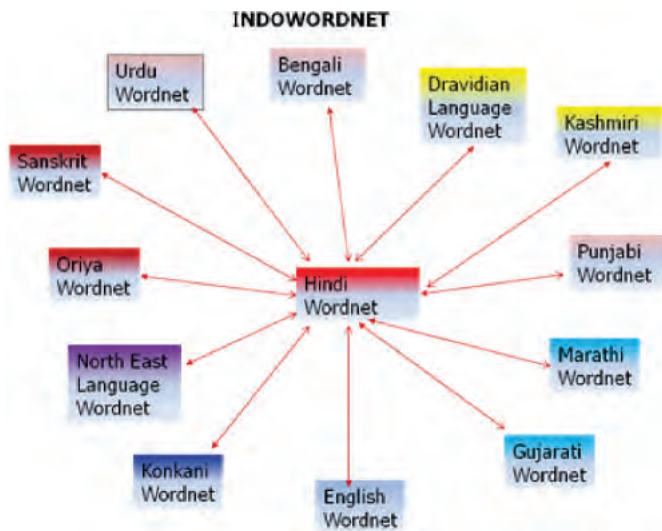 INDOWORDNET
Urdu
Wordnet
Bengali
Wordnet
Dravidian
Language
Wordnet
Kashmiri
Wordnet
Sanskrit
Wordnet
Punjabi
Wordnet
Oriya
Wordnet
Hindi
Wordnet
North East
Language
Wordnet
Marathi
Wordnet
Konkani
Wordnet
English
Wordnet
Gujarati
Wordnet